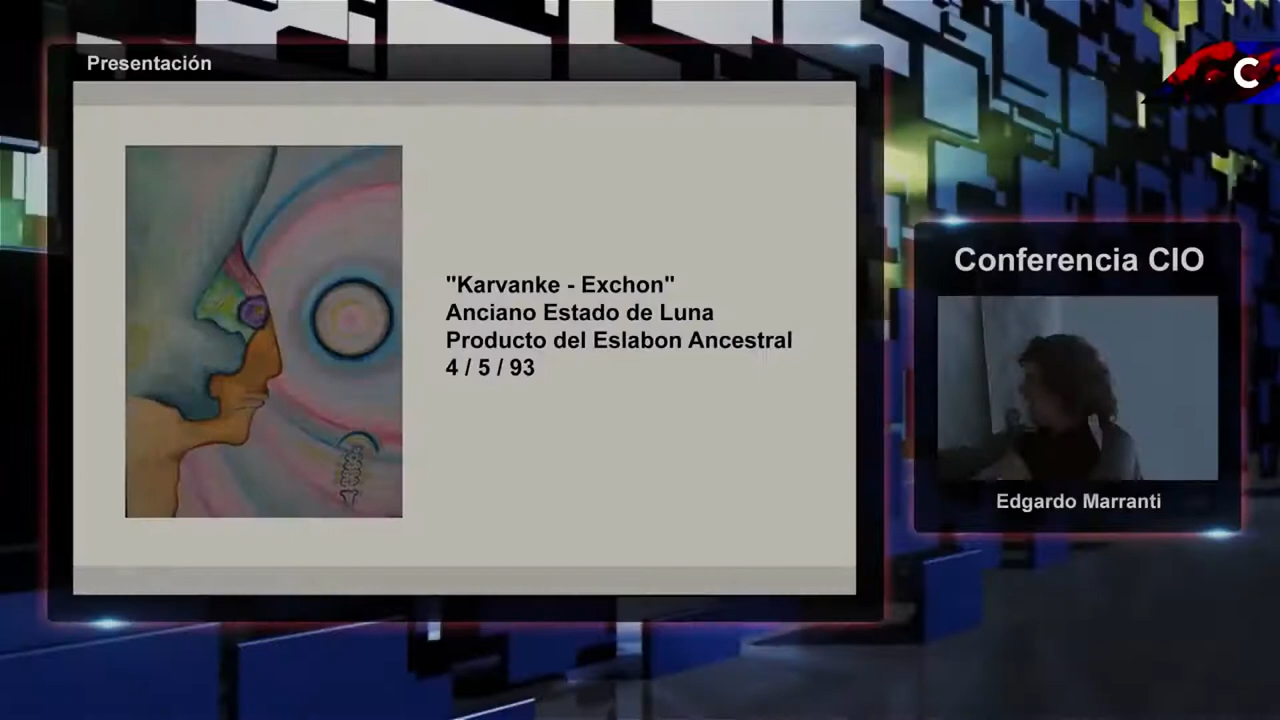 Presentación
"Karvanke - Exchon"
Anciano Estado de Luna
Producto del Eslabon Ancestral
4 / 5 / 93
C
Conferencia CIO
Edgardo Marranti